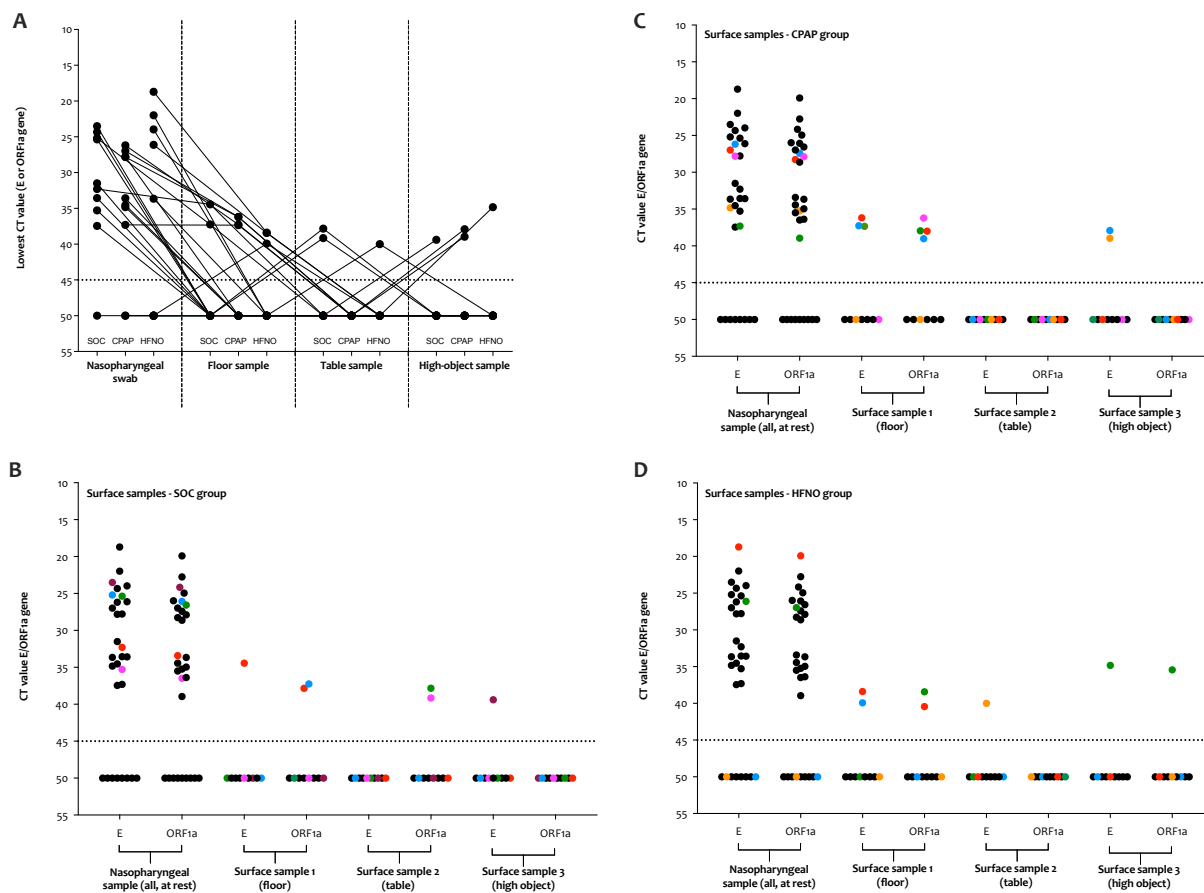 A
10
15
20
25
30
35
40
45
50
55
Lowest CT value (E or ORF1a gene)
SOC CPAP HFNO SOC CPAP HFNO SOC CPAP HFNO SOC CPAP HFNO
Nasopharyngeal swab
Floor sample
Table sample
High-object sample
C
Surface samples - CPAP group
10
15
20
25
30
35
40
45
50
55
CT value E/ORF1a gene
E ORF1a E ORF1a E ORF1a E ORF1a
Nasopharyngeal
sample (all, at rest)
Surface sample 1
(floor)
Surface sample 2
(table)
Surface sample 3
(high object)
B
Surface samples - SOC group
10
15
20
25
30
35
40
45
50
55
CT value E/ORF1a gene
E ORF1a E ORF1a E ORF1a E ORF1a
Nasopharyngeal
sample (all, at rest)
Surface sample 1
(floor)
Surface sample 2
(table)
Surface sample 3
(high object)
D
Surface samples - HFNO group
10
15
20
25
30
35
40
45
50
55
CT value E/ORF1a gene
E ORF1a E ORF1a E ORF1a E ORF1a
Nasopharyngeal
sample (all, at rest)
Surface sample 1
(floor)
Surface sample 2
(table)
Surface sample 3
(high object)